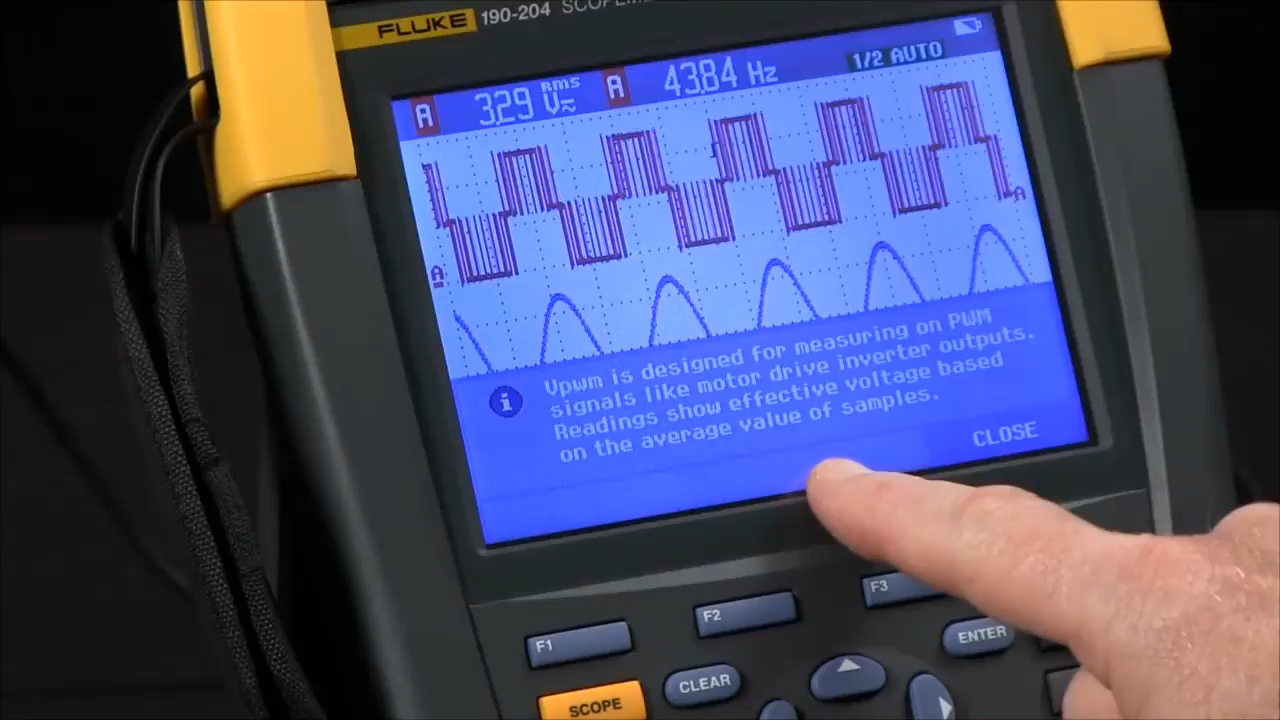 FLUKE 190-204
A 3.29 RMS V≂ A 43.84 Hz 1/2 AUTO
A
A
i
Vpwm is designed for measuring on PWM
signals like motor drive inverter outputs.
Readings show effective voltage based
on the average value of samples.
CLOSE
F1 F2 F3
SCOPE CLEAR ENTER